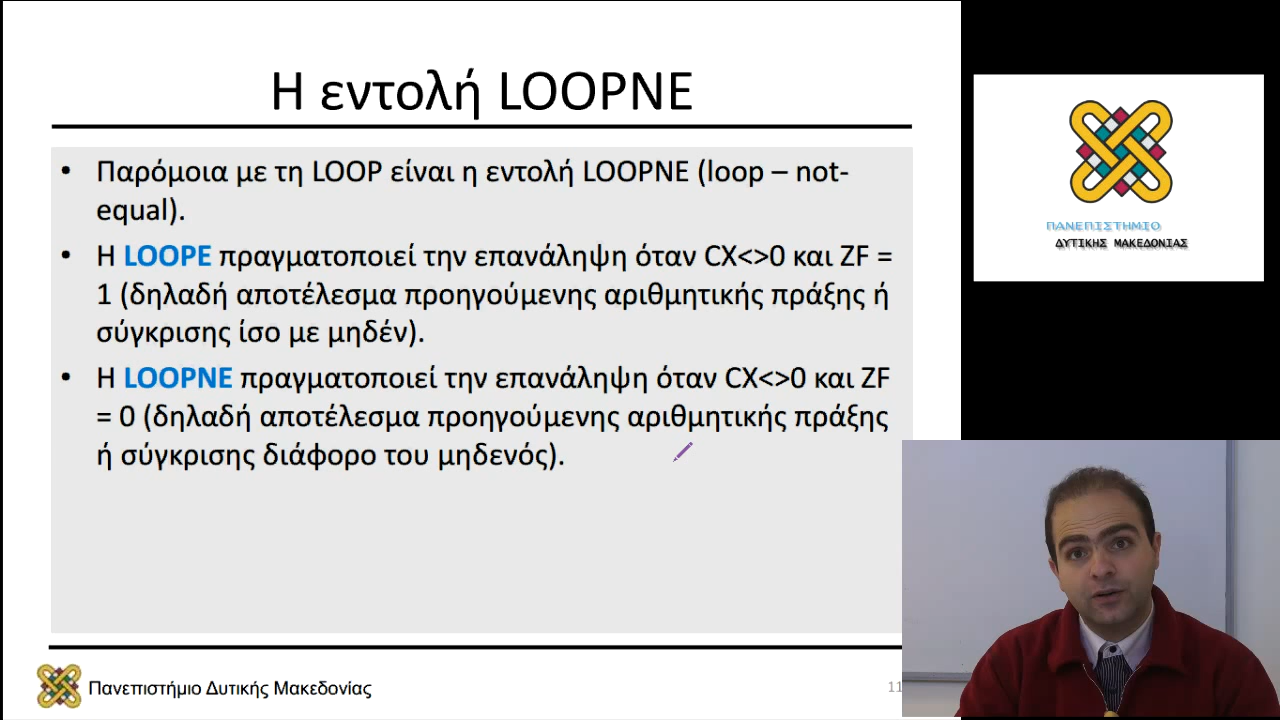 Η εντολή LOOPNE
• Παρόμοια με τη LOOP είναι η εντολή LOOPNE (loop – not-
equal).
• Η LOOPE πραγματοποιεί την επανάληψη όταν CX<>0 και ZF =
1 (δηλαδή αποτέλεσμα προηγούμενης αριθμητικής πράξης ή
σύγκρισης ίσο με μηδέν).
• Η LOOPNE πραγματοποιεί την επανάληψη όταν CX<>0 και ZF
= 0 (δηλαδή αποτέλεσμα προηγούμενης αριθμητικής πράξης
ή σύγκρισης διάφορο του μηδενός).
Πανεπιστήμιο Δυτικής Μακεδονίας
11
ΠΑΝΕΠΙΣΤΗΜΙΟ
ΔΥΤΙΚΗΣ ΜΑΚΕΔΟΝΙΑΣ